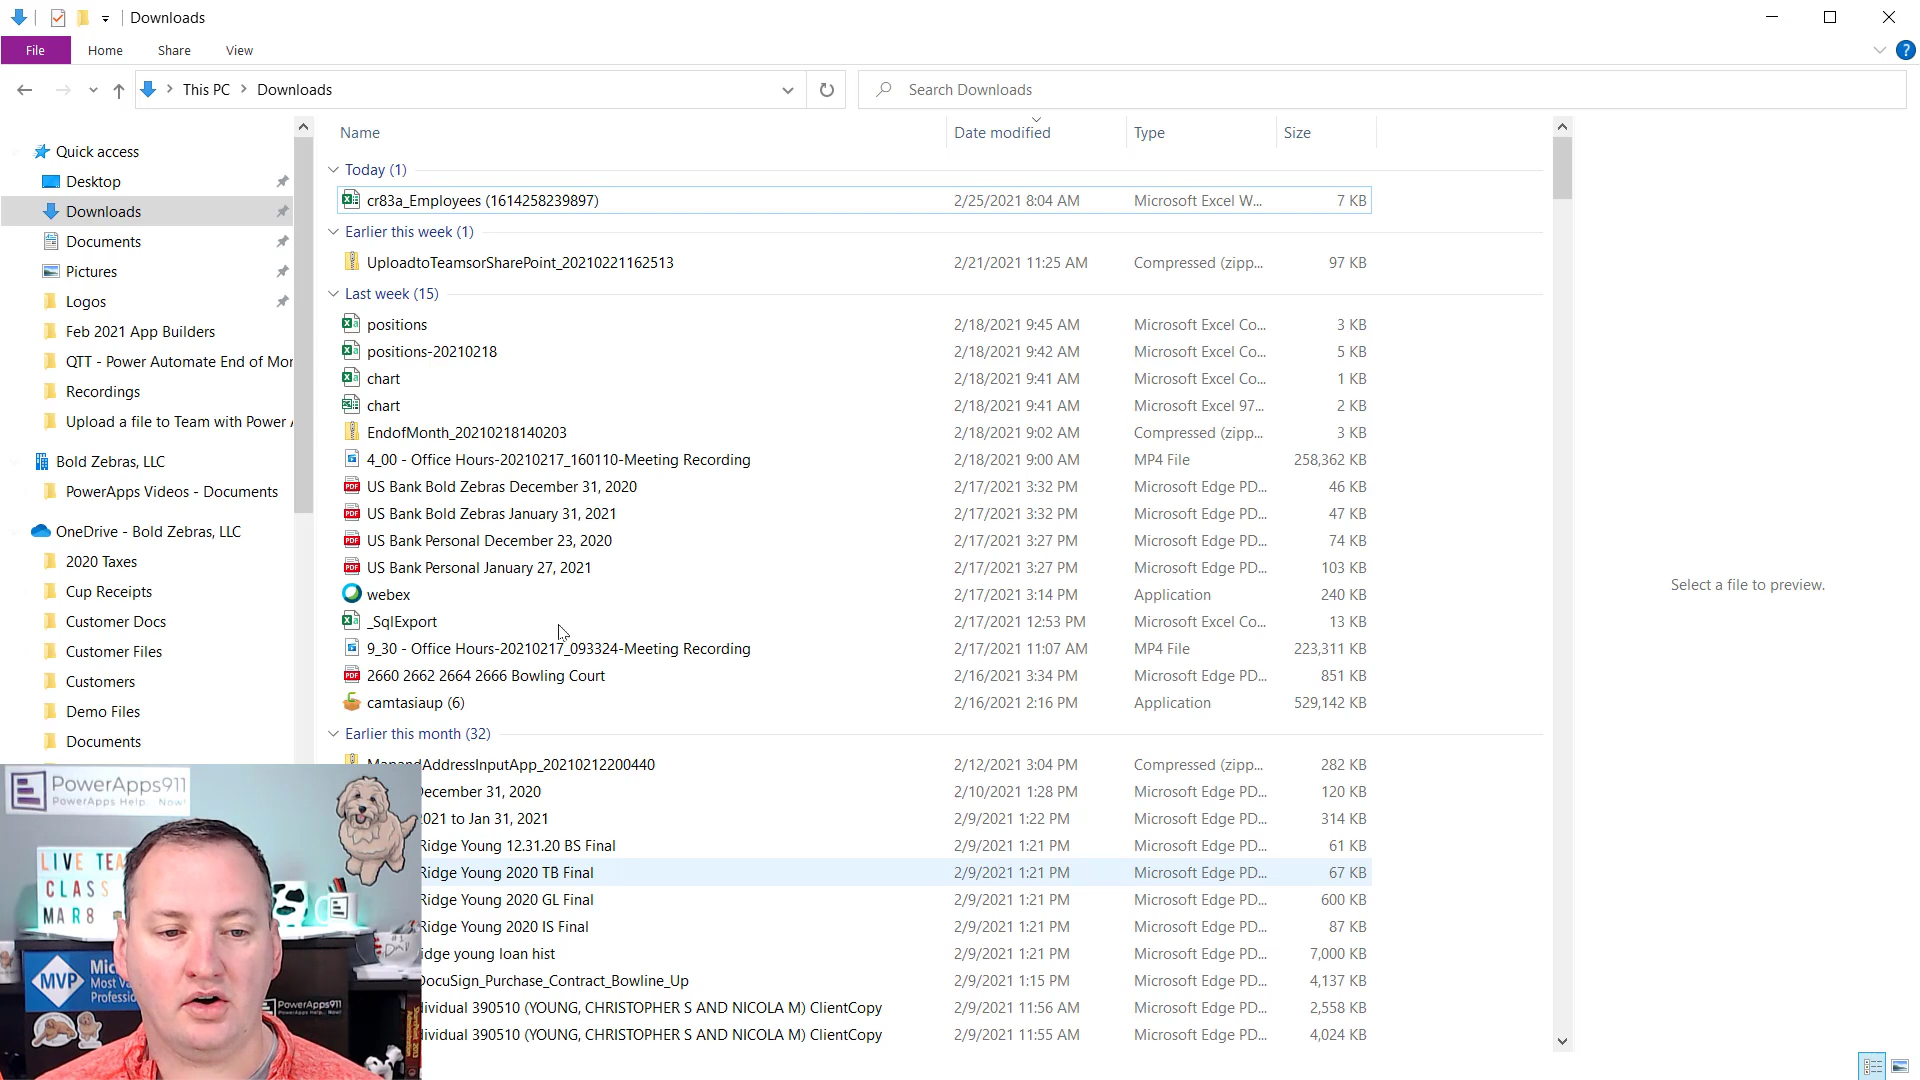 Downloads
File
Home
Share
View
?
This PC
Downloads
Search Downloads
Quick access
Desktop
Downloads
Documents
Pictures
Logos
Feb 2021 App Builders
QTT - Power Automate End of Mor
Recordings
Upload a file to Team with Power
Bold Zebras, LLC
PowerApps Videos - Documents
OneDrive - Bold Zebras, LLC
2020 Taxes
Cup Receipts
Customer Docs
Customer Files
Customers
Demo Files
Documents
Name Date modified Type Size
Today (1)
cr83a_Employees (1614258239897) 2/25/2021 8:04 AM Microsoft Excel W... 7 KB
Earlier this week (1)
UploadtoTeamsorSharePoint_20210221162513 2/21/2021 11:25 AM Compressed (zipp... 97 KB
Last week (15)
positions 2/18/2021 9:45 AM Microsoft Excel Co... 3 KB
positions-20210218 2/18/2021 9:42 AM Microsoft Excel Co... 5 KB
chart 2/18/2021 9:41 AM Microsoft Excel Co... 1 KB
chart 2/18/2021 9:41 AM Microsoft Excel 97... 2 KB
EndofMonth_20210218140203 2/18/2021 9:02 AM Compressed (zipp... 3 KB
4_00 - Office Hours-20210217_160110-Meeting Recording 2/18/2021 9:00 AM MP4 File 258,362 KB
US Bank Bold Zebras December 31, 2020 2/17/2021 3:32 PM Microsoft Edge PD... 46 KB
US Bank Bold Zebras January 31, 2021 2/17/2021 3:32 PM Microsoft Edge PD... 47 KB
US Bank Personal December 23, 2020 2/17/2021 3:27 PM Microsoft Edge PD... 74 KB
US Bank Personal January 27, 2021 2/17/2021 3:27 PM Microsoft Edge PD... 103 KB
webex 2/17/2021 3:14 PM Application 240 KB
_SqlExport 2/17/2021 12:53 PM Microsoft Excel Co... 13 KB
9_30 - Office Hours-20210217_093324-Meeting Recording 2/17/2021 11:07 AM MP4 File 223,311 KB
2660 2662 2664 2666 Bowling Court 2/16/2021 3:34 PM Microsoft Edge PD... 851 KB
camtasiaup (6) 2/16/2021 2:16 PM Application 529,142 KB
Earlier this month (32)
MapandAddressInputApp_20210212200440 2/12/2021 3:04 PM Compressed (zipp... 282 KB
December 31, 2020 2/10/2021 1:28 PM Microsoft Edge PD... 120 KB
2021 to Jan 31, 2021 2/9/2021 1:22 PM Microsoft Edge PD... 314 KB
Ridge Young 12.31.20 BS Final 2/9/2021 1:21 PM Microsoft Edge PD... 61 KB
Ridge Young 2020 TB Final 2/9/2021 1:21 PM Microsoft Edge PD... 67 KB
Ridge Young 2020 GL Final 2/9/2021 1:21 PM Microsoft Edge PD... 600 KB
Ridge Young 2020 IS Final 2/9/2021 1:21 PM Microsoft Edge PD... 87 KB
idge young loan hist 2/9/2021 1:21 PM Microsoft Edge PD... 7,000 KB
DocuSign_Purchase_Contract_Bowline_Up 2/9/2021 1:15 PM Microsoft Edge PD... 4,137 KB
dividual 390510 (YOUNG, CHRISTOPHER S AND NICOLA M) ClientCopy 2/9/2021 11:56 AM Microsoft Edge PD... 2,558 KB
dividual 390510 (YOUNG, CHRISTOPHER S AND NICOLA M) ClientCopy 2/9/2021 11:55 AM Microsoft Edge PD... 4,024 KB
Select a file to preview.
PowerApps911
PowerApps Help... Now!
LIVE TEA
CLASS
MAR8
MVP
Mic
Most Va
Profession
PowerApps911